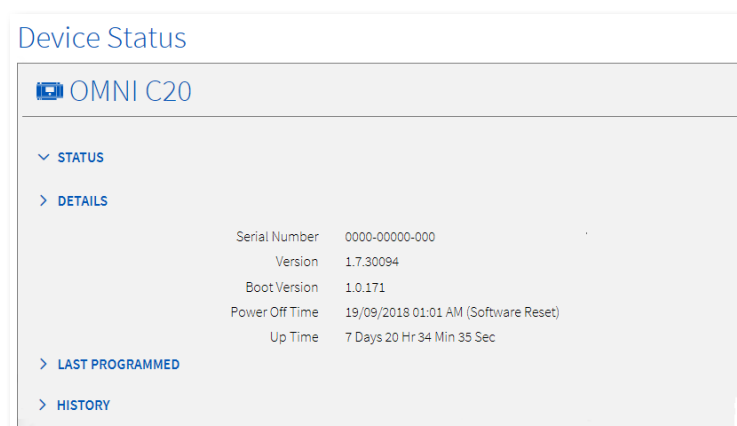 Device Status
OMNI C20
STATUS
DETAILS
Serial Number 0000-00000-000
Version 1.7.30094
Boot Version 1.0.171
Power Off Time 19/09/2018 01:01 AM (Software Reset)
Up Time 7 Days 20 Hr 34 Min 35 Sec
LAST PROGRAMMED
HISTORY